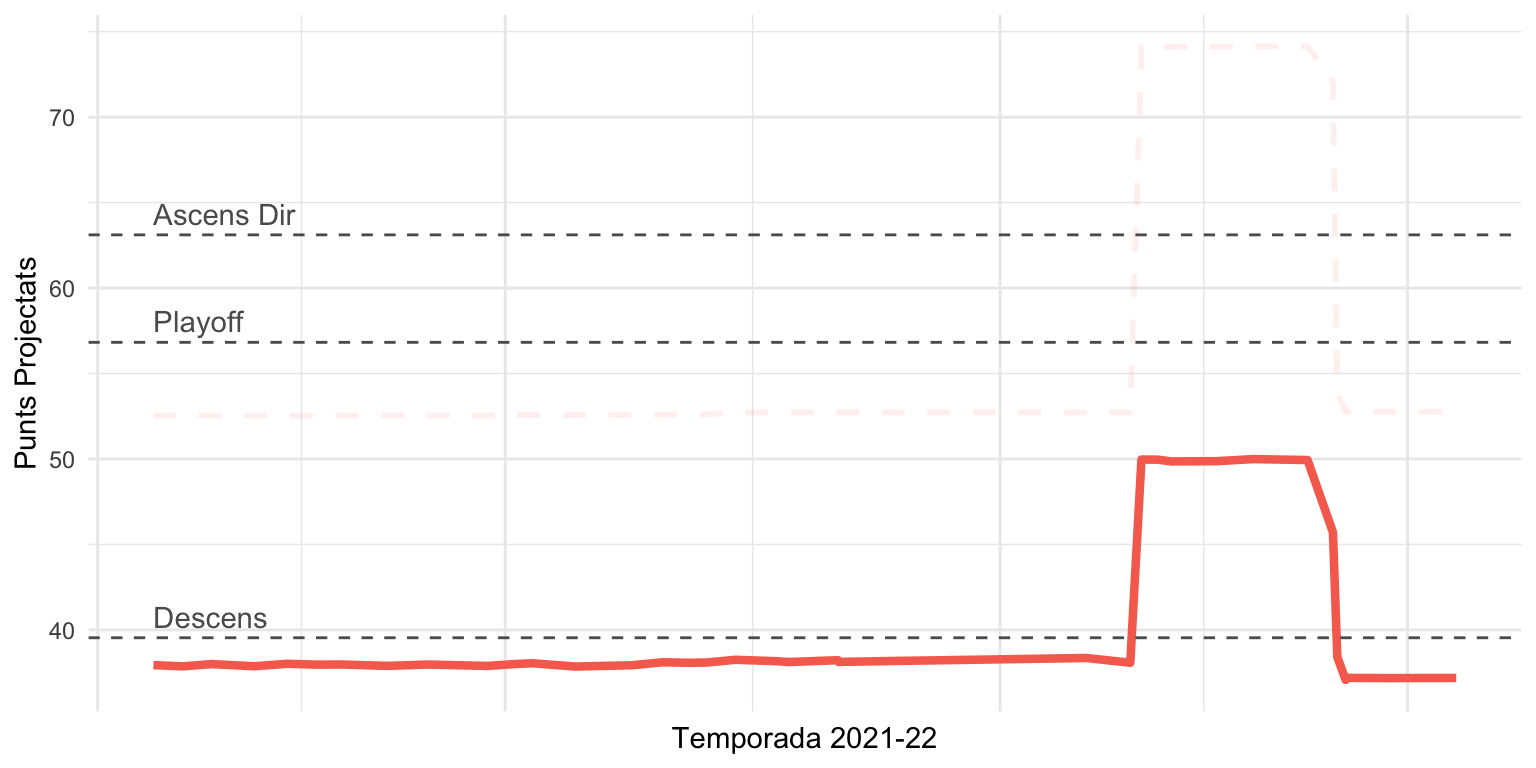 70
Ascens Dir
60
Playoff
50
Descens
40
Punts Projectats
Temporada 2021-22